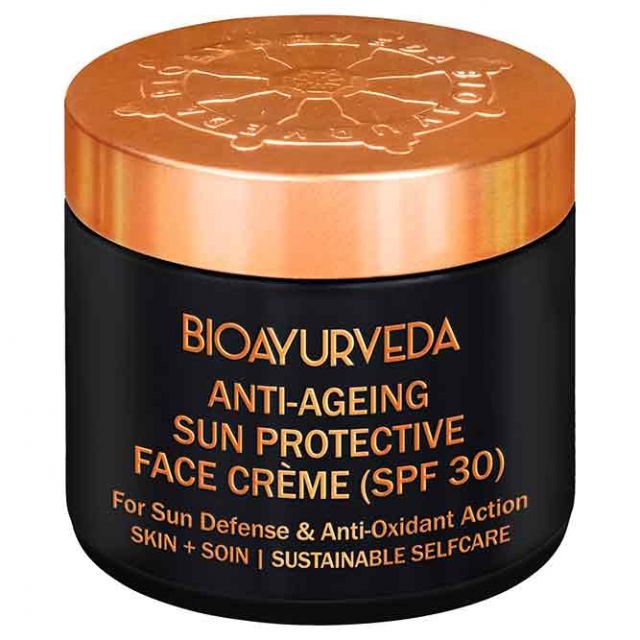 BIOAYURVEDA
BIOAYURVEDA
ANTI-AGEING
SUN PROTECTIVE
FACE CRÈME (SPF 30)
For Sun Defense & Anti-Oxidant Action
SKIN + SOIN | SUSTAINABLE SELFCARE